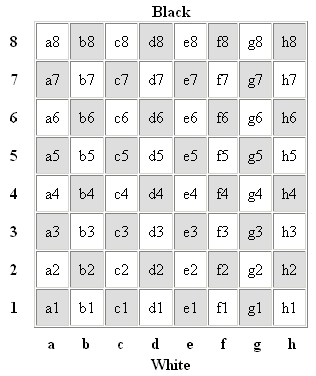 Black
8 a8 b8 c8 d8 e8 f8 g8 h8
7 a7 b7 c7 d7 e7 f7 g7 h7
6 a6 b6 c6 d6 e6 f6 g6 h6
5 a5 b5 c5 d5 e5 f5 g5 h5
4 a4 b4 c4 d4 e4 f4 g4 h4
3 a3 b3 c3 d3 e3 f3 g3 h3
2 a2 b2 c2 d2 e2 f2 g2 h2
1 a1 b1 c1 d1 e1 f1 g1 h1
a b c d e f g h
White